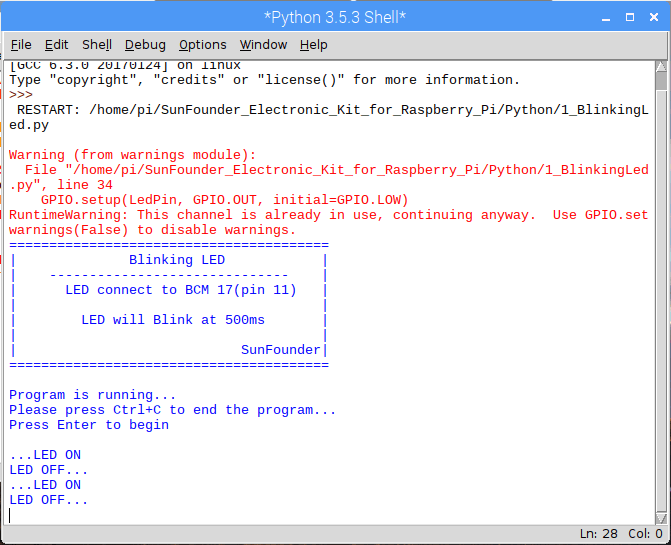 *Python 3.5.3 Shell*
File Edit Shell Debug Options Window Help
[GCC 6.3.0 20170124] on linux
Type "copyright", "credits" or "license()" for more information.
>>>
 RESTART: /home/pi/SunFounder_Electronic_Kit_for_Raspberry_Pi/Python/1_BlinkingL
ed.py
Warning (from warnings module):
  File "/home/pi/SunFounder_Electronic_Kit_for_Raspberry_Pi/Python/1_BlinkingLed
.py", line 34
    GPIO.setup(LedPin, GPIO.OUT, initial=GPIO.LOW)
RuntimeWarning: This channel is already in use, continuing anyway.  Use GPIO.set
warnings(False) to disable warnings.
========================================
|              Blinking LED            |
|    ------------------------------    |
|      LED connect to BCM 17(pin 11)   |
|                                      |
|        LED will Blink at 500ms       |
|                                      |
|                            SunFounder|
========================================
Program is running...
Please press Ctrl+C to end the program...
Press Enter to begin
...LED ON
LED OFF...
...LED ON
LED OFF...
Ln: 28 Col: 0